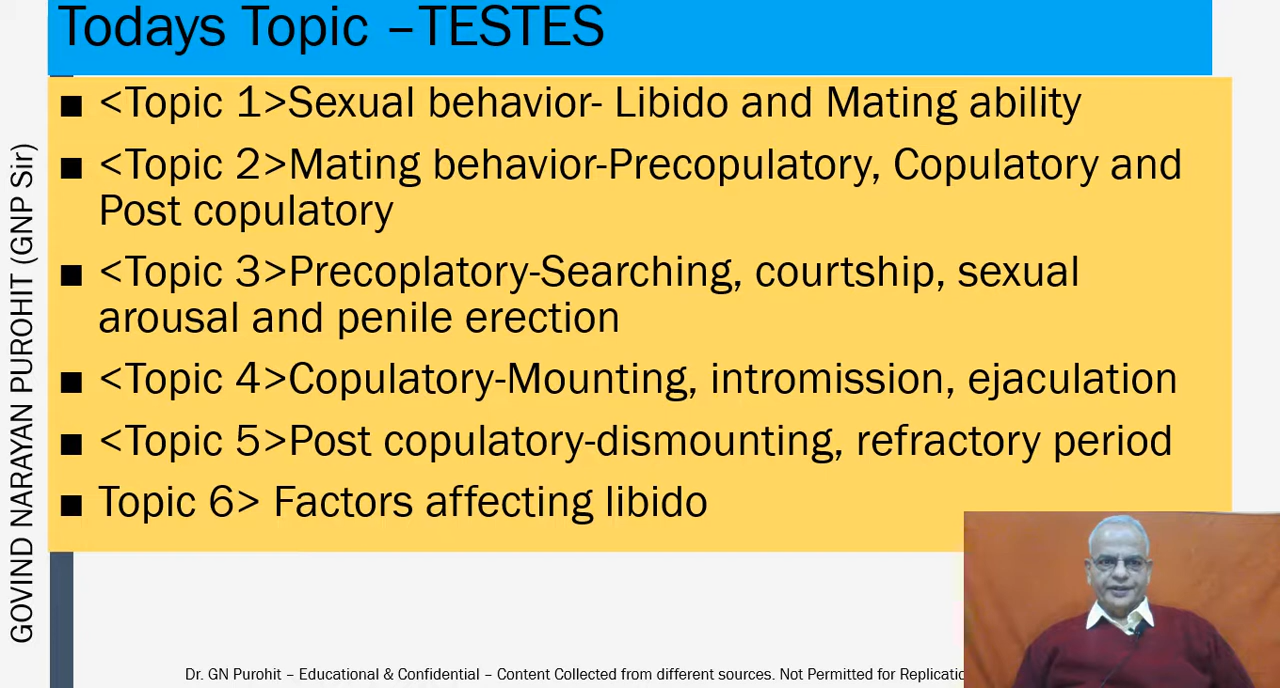 Todays Topic –TESTES
■ <Topic 1>Sexual behavior- Libido and Mating ability
■ <Topic 2>Mating behavior-Precopulatory, Copulatory and
Post copulatory
■ <Topic 3>Precoplatory-Searching, courtship, sexual
arousal and penile erection
■ <Topic 4>Copulatory-Mounting, intromission, ejaculation
■ <Topic 5>Post copulatory-dismounting, refractory period
■ Topic 6> Factors affecting libido
GOVIND NARAYAN PUROHIT (GNP Sir)
Dr. GN Purohit – Educational & Confidential – Content Collected from different sources. Not Permitted for